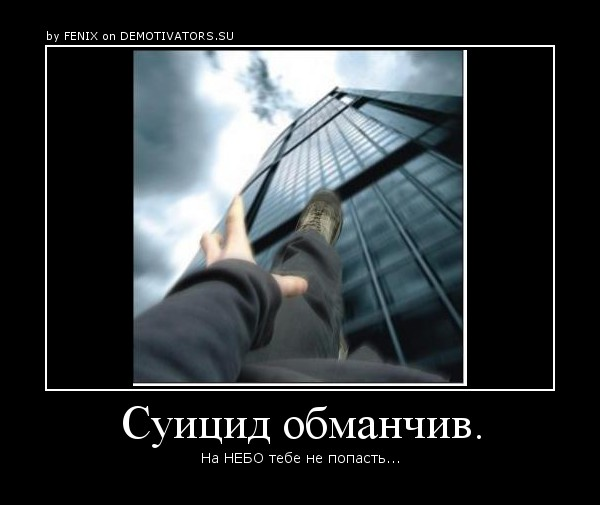 by FENIX on DEMOTIVATORS.SU
Суицид обманчив.
На НЕБО тебе не попасть...